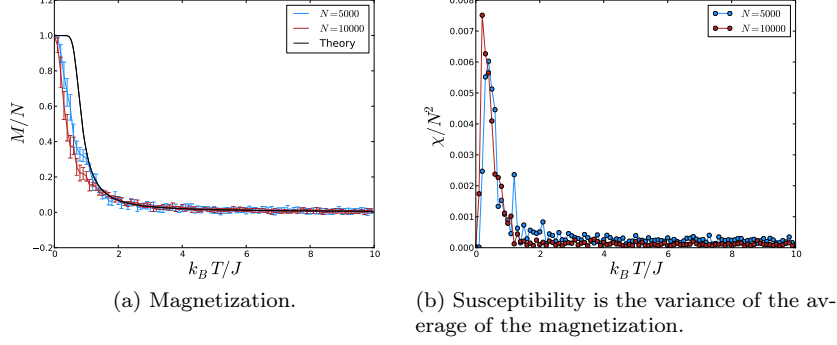 1.2
1.0
0.8
0.6
0.4
0.2
0.0
−0.2
M/N
0 2 4 6 8 10
k_B T/J
N=5000
N=10000
Theory
(a) Magnetization.
0.008
0.007
0.006
0.005
0.004
0.003
0.002
0.001
0.000
χ/N²
0 2 4 6 8 10
k_B T/J
N=5000
N=10000
(b) Susceptibility is the variance of the av-
erage of the magnetization.